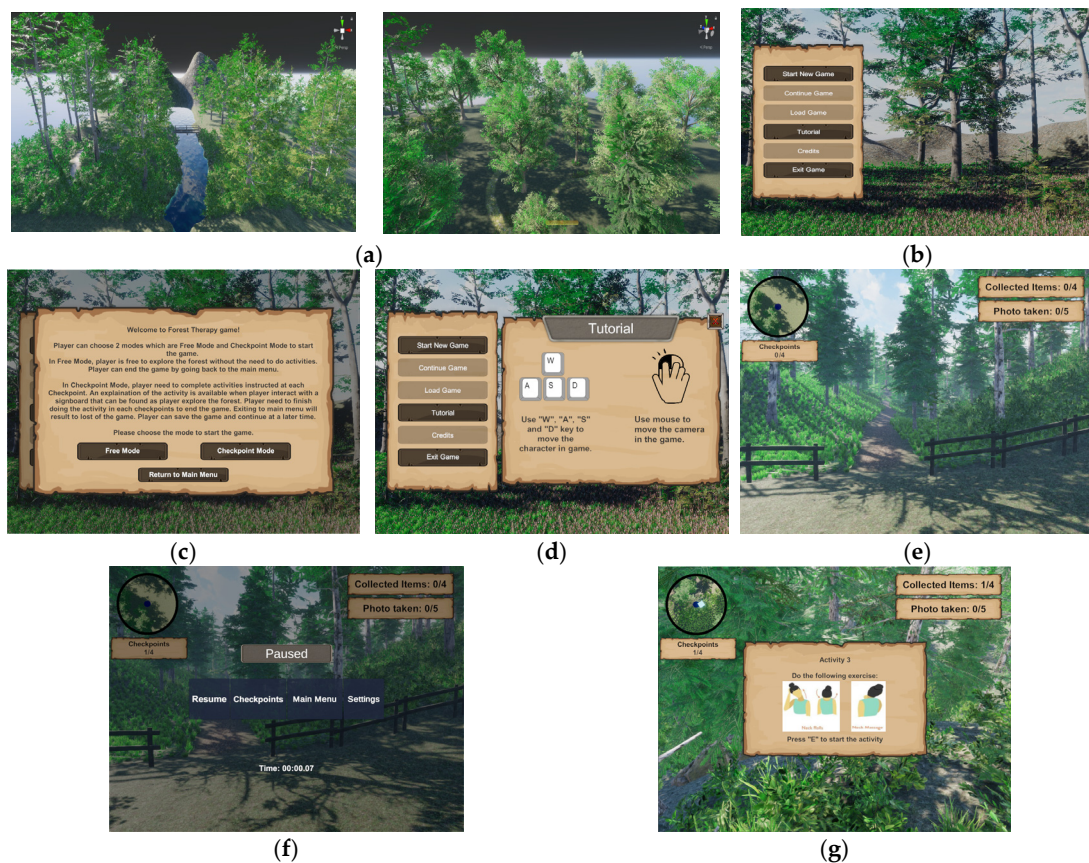 (a)
Start New Game
Continue Game
Load Game
Tutorial
Credits
Exit Game
(b)
Welcome to Forest Therapy game!
Player can choose 2 modes which are Free Mode and Checkpoint Mode to start
the game.
In Free Mode, player is free to explore the forest without the need to do activities.
Player can end the game by going back to the main menu.
In Checkpoint Mode, player need to complete activities instructed at each
Checkpoint. An explaination of the activity is available when player interact with a
signboard that can be found as player explore the forest. Player need to finish
doing the activity in each checkpoints to end the game. Exiting to main menu will
result to lost of the game. Player can save the game and continue at a later time.
Please choose the mode to start the game.
Free Mode
Checkpoint Mode
Return to Main Menu
(c)
Start New Game
Continue Game
Load Game
Tutorial
Credits
Exit Game
Tutorial
W
A S D
Use "W", "A", "S"
and "D" key to
move the
character in game.
Use mouse to
move the camera
in the game.
(d)
Collected Items: 0/4
Photo taken: 0/5
Checkpoints
0/4
(e)
Collected Items: 0/4
Photo taken: 0/5
Checkpoints
1/4
Paused
Resume Checkpoints Main Menu Settings
Time: 00:00.07
(f)
Collected Items: 1/4
Photo taken: 0/5
Checkpoints
1/4
Activity 3
Do the following exercise:
Neck Rolls
Neck Massage
Press "E" to start the activity
(g)